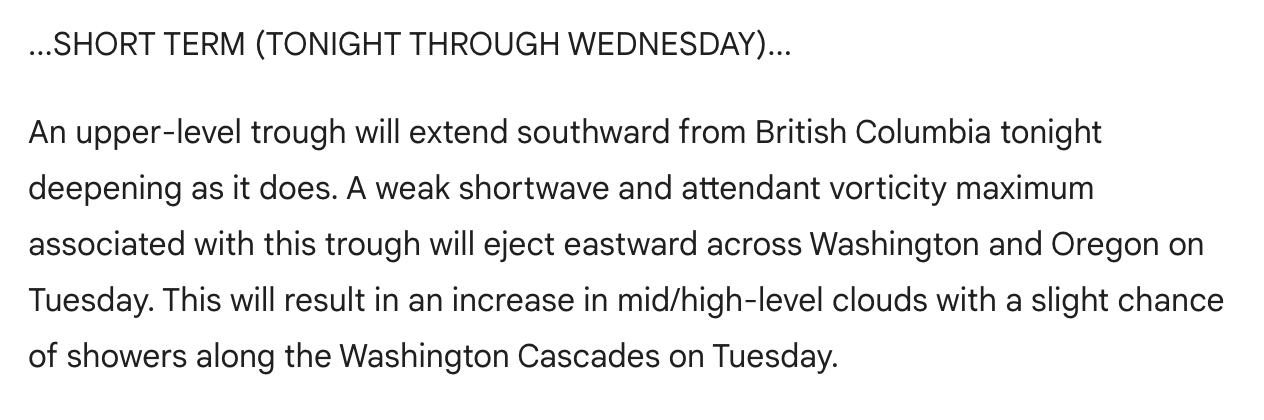 ...SHORT TERM (TONIGHT THROUGH WEDNESDAY)...
An upper-level trough will extend southward from British Columbia tonight
deepening as it does. A weak shortwave and attendant vorticity maximum
associated with this trough will eject eastward across Washington and Oregon on
Tuesday. This will result in an increase in mid/high-level clouds with a slight chance
of showers along the Washington Cascades on Tuesday.